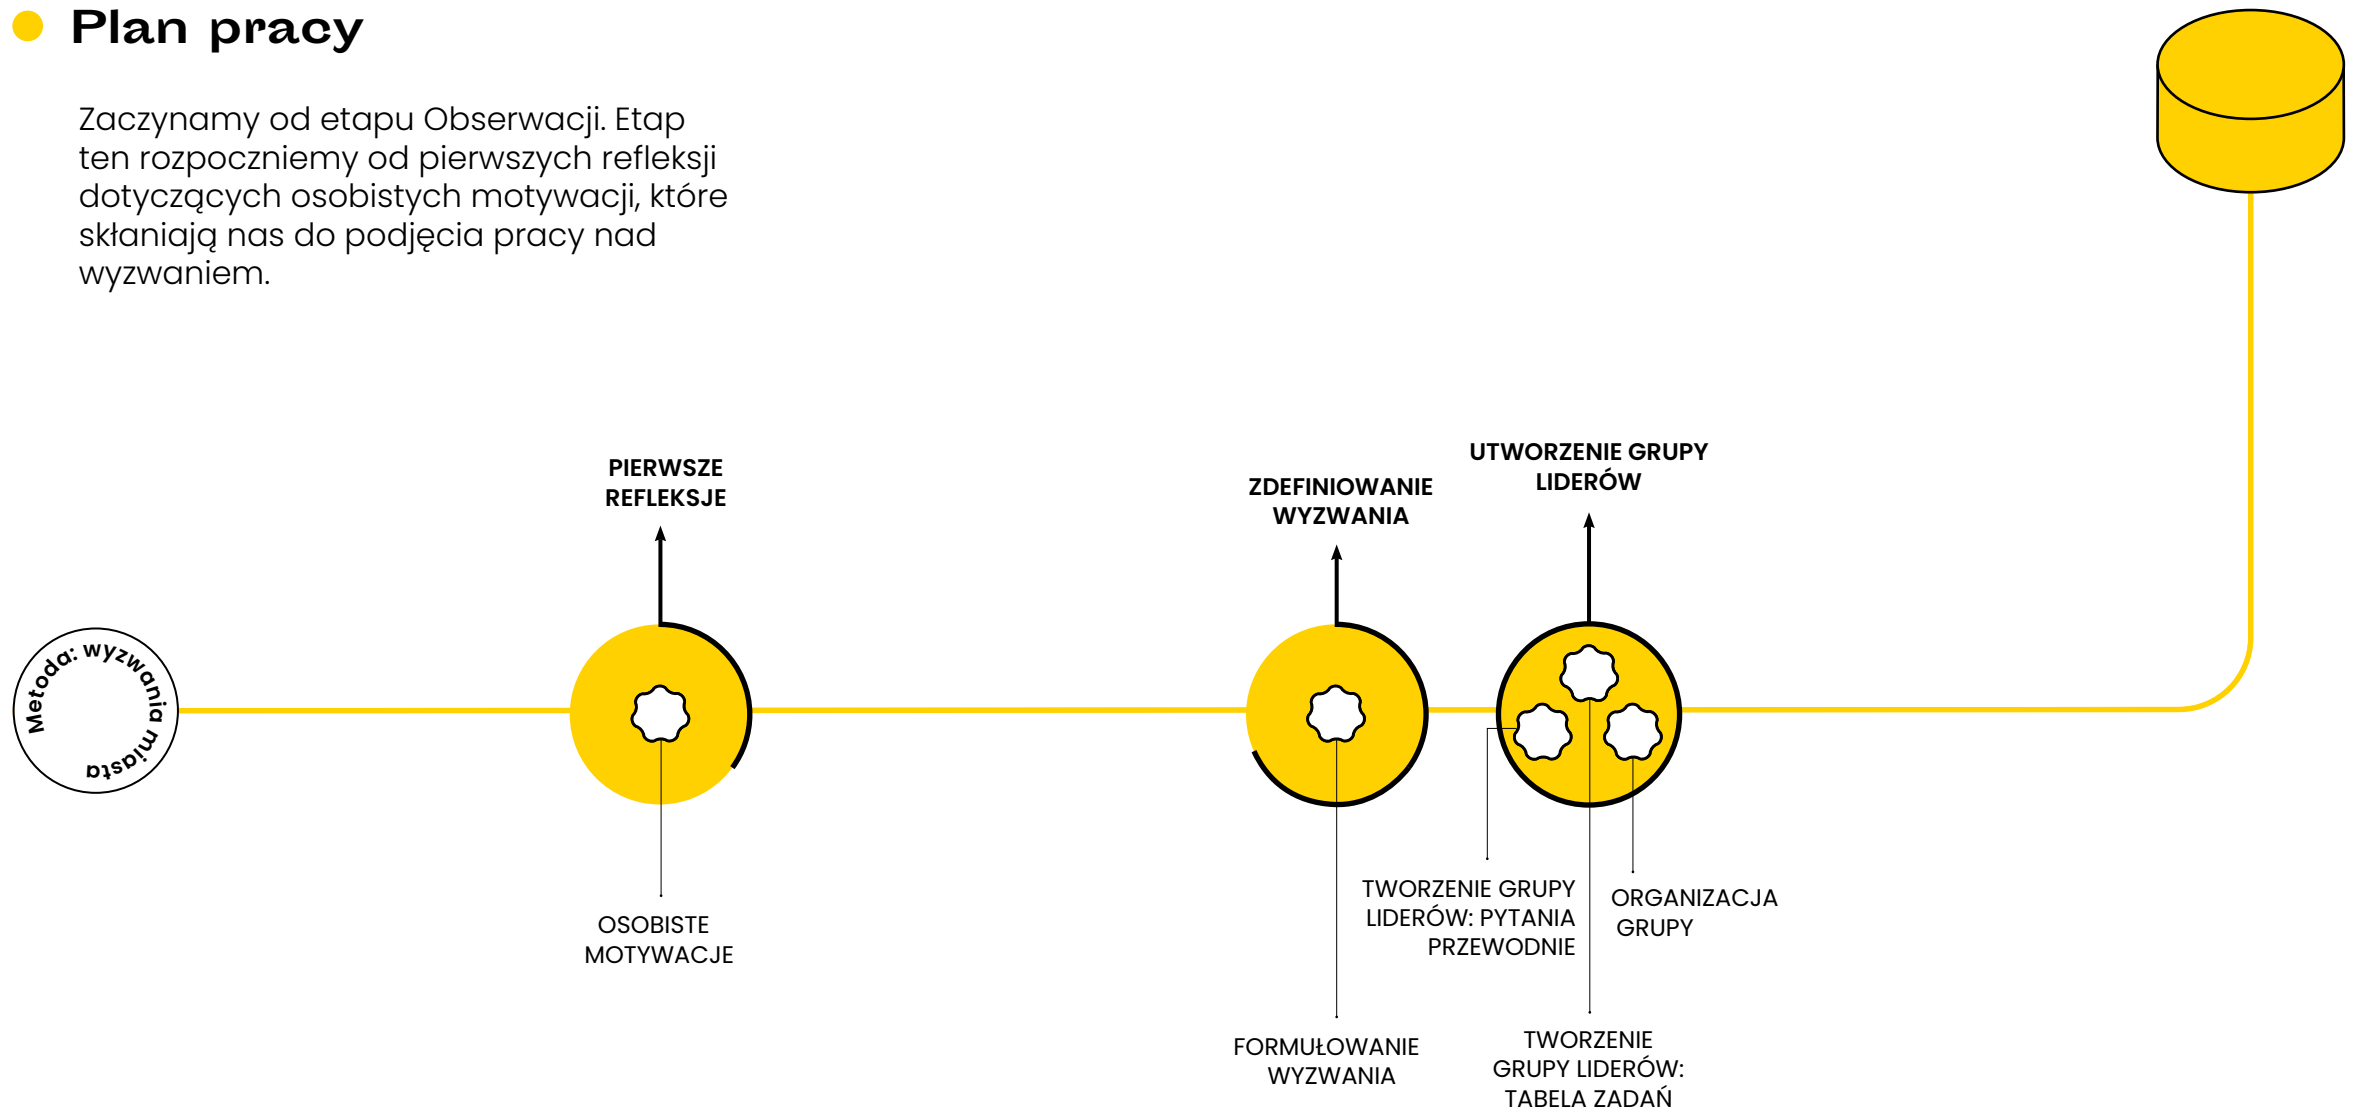 Plan pracy
Zaczynamy od etapu Obserwacji. Etap
ten rozpoczniemy od pierwszych refleksji
dotyczących osobistych motywacji, które
skłaniają nas do podjęcia pracy nad
wyzwaniem.
Metoda: wyzwania miasta
PIERWSZE
REFLEKSJE
OSOBISTE
MOTYWACJE
ZDEFINIOWANIE
WYZWANIA
FORMUŁOWANIE
WYZWANIA
UTWORZENIE GRUPY
LIDERÓW
TWORZENIE GRUPY
LIDERÓW: PYTANIA
PRZEWODNIE
TWORZENIE
GRUPY LIDERÓW:
TABELA ZADAŃ
ORGANIZACJA
GRUPY